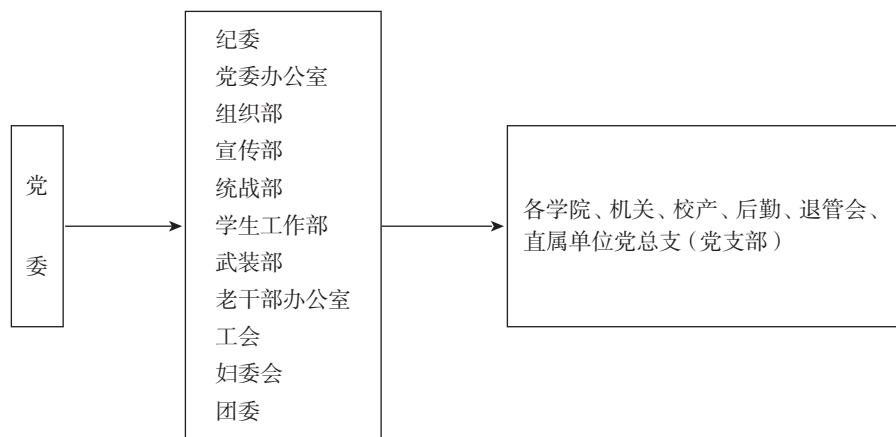 党
委
纪委
党委办公室
组织部
宣传部
统战部
学生工作部
武装部
老干部办公室
工会
妇委会
团委
各学院、机关、校产、后勤、退管会、
直属单位党总支（党支部）